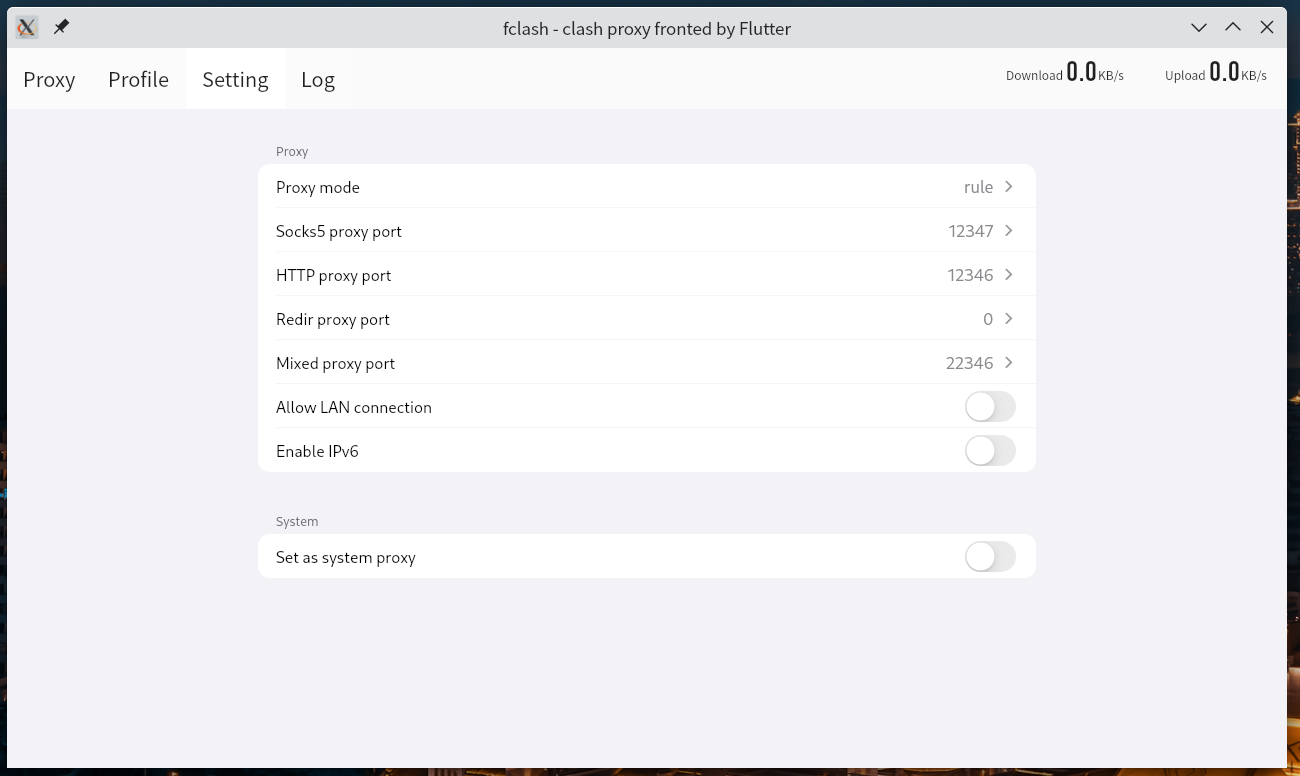 fclash - clash proxy fronted by Flutter
Proxy Profile Setting Log Download 0.0 KB/s Upload 0.0 KB/s
Proxy
Proxy mode rule
Socks5 proxy port 12347
HTTP proxy port 12346
Redir proxy port 0
Mixed proxy port 22346
Allow LAN connection
Enable IPv6
System
Set as system proxy